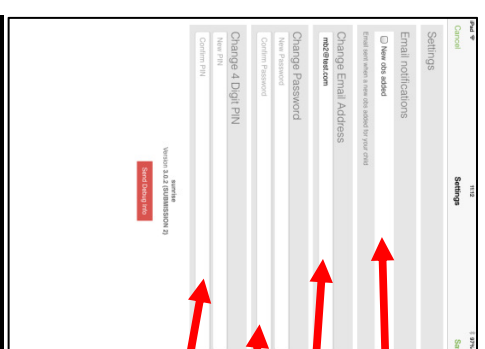 iPad 11:12 97%
Cancel Settings Sa
Settings
Email notifications
New obs added
Email sent when a new obs added for your child
Change Email Address
mb2@test.com
Change Password
New Password
Confirm Password
Change 4 Digit PIN
New PIN
Confirm PIN
sunrise
Version 3.0.2 (SUBMISSION 2)
Send Debug Info